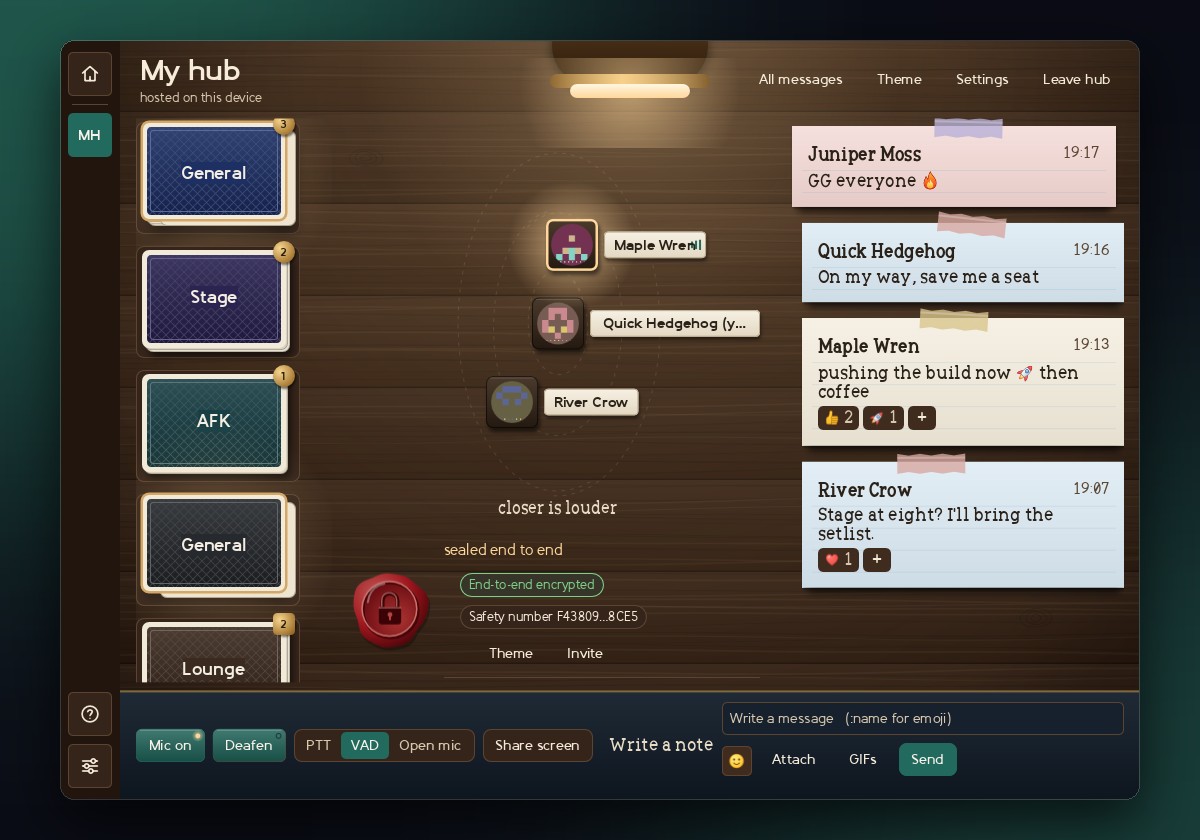 My hub
hosted on this device
All messages
Theme
Settings
Leave hub
MH
3
General
2
Stage
1
AFK
General
2
Lounge
Maple Wren
Quick Hedgehog (y...
River Crow
closer is louder
sealed end to end
End-to-end encrypted
Safety number F43809...8CE5
Theme
Invite
Juniper Moss
19:17
GG everyone 🔥
Quick Hedgehog
19:16
On my way, save me a seat
Maple Wren
19:13
pushing the build now 🚀 then
coffee
👍 2
🚀 1
+
River Crow
19:07
Stage at eight? I'll bring the
setlist.
❤️ 1
+
Mic on
Deafen
PTT
VAD
Open mic
Share screen
Write a note
Write a message (:name for emoji)
Attach
GIFs
Send